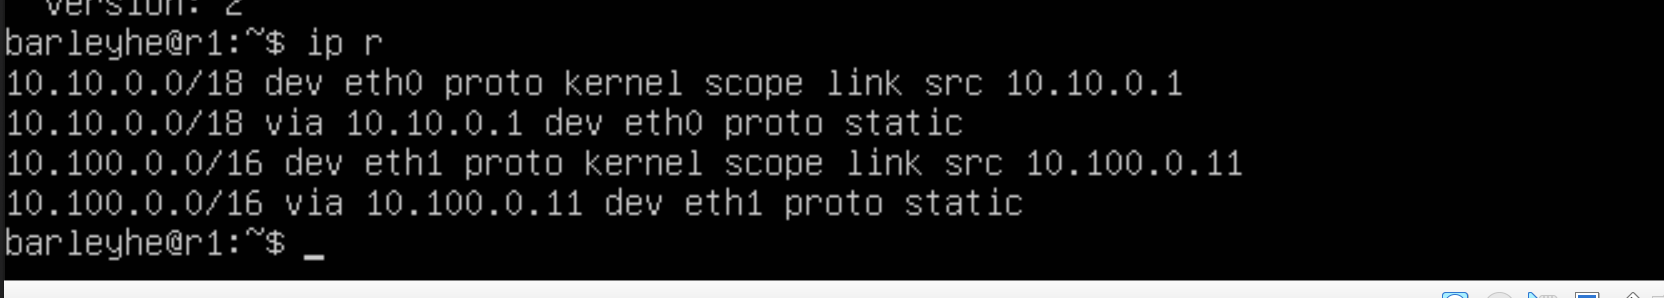 version: 2
barleyhe@r1:~$ ip r
10.10.0.0/18 dev eth0 proto kernel scope link src 10.10.0.1
10.10.0.0/18 via 10.10.0.1 dev eth0 proto static
10.100.0.0/16 dev eth1 proto kernel scope link src 10.100.0.11
10.100.0.0/16 via 10.100.0.11 dev eth1 proto static
barleyhe@r1:~$ _